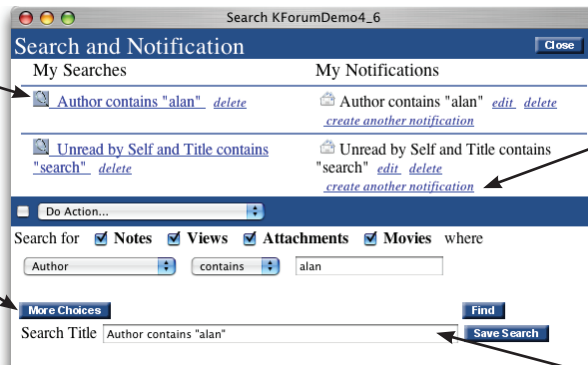 Search KForumDemo4_6
Search and Notification Close
My Searches My Notifications
Author contains "alan" delete
Author contains "alan" edit delete
create another notification
Unread by Self and Title contains
"search" delete
Unread by Self and Title contains
"search" edit delete
create another notification
Do Action...
Search for Notes Views Attachments Movies where
Author contains alan
More Choices Find
Search Title Author contains "alan" Save Search